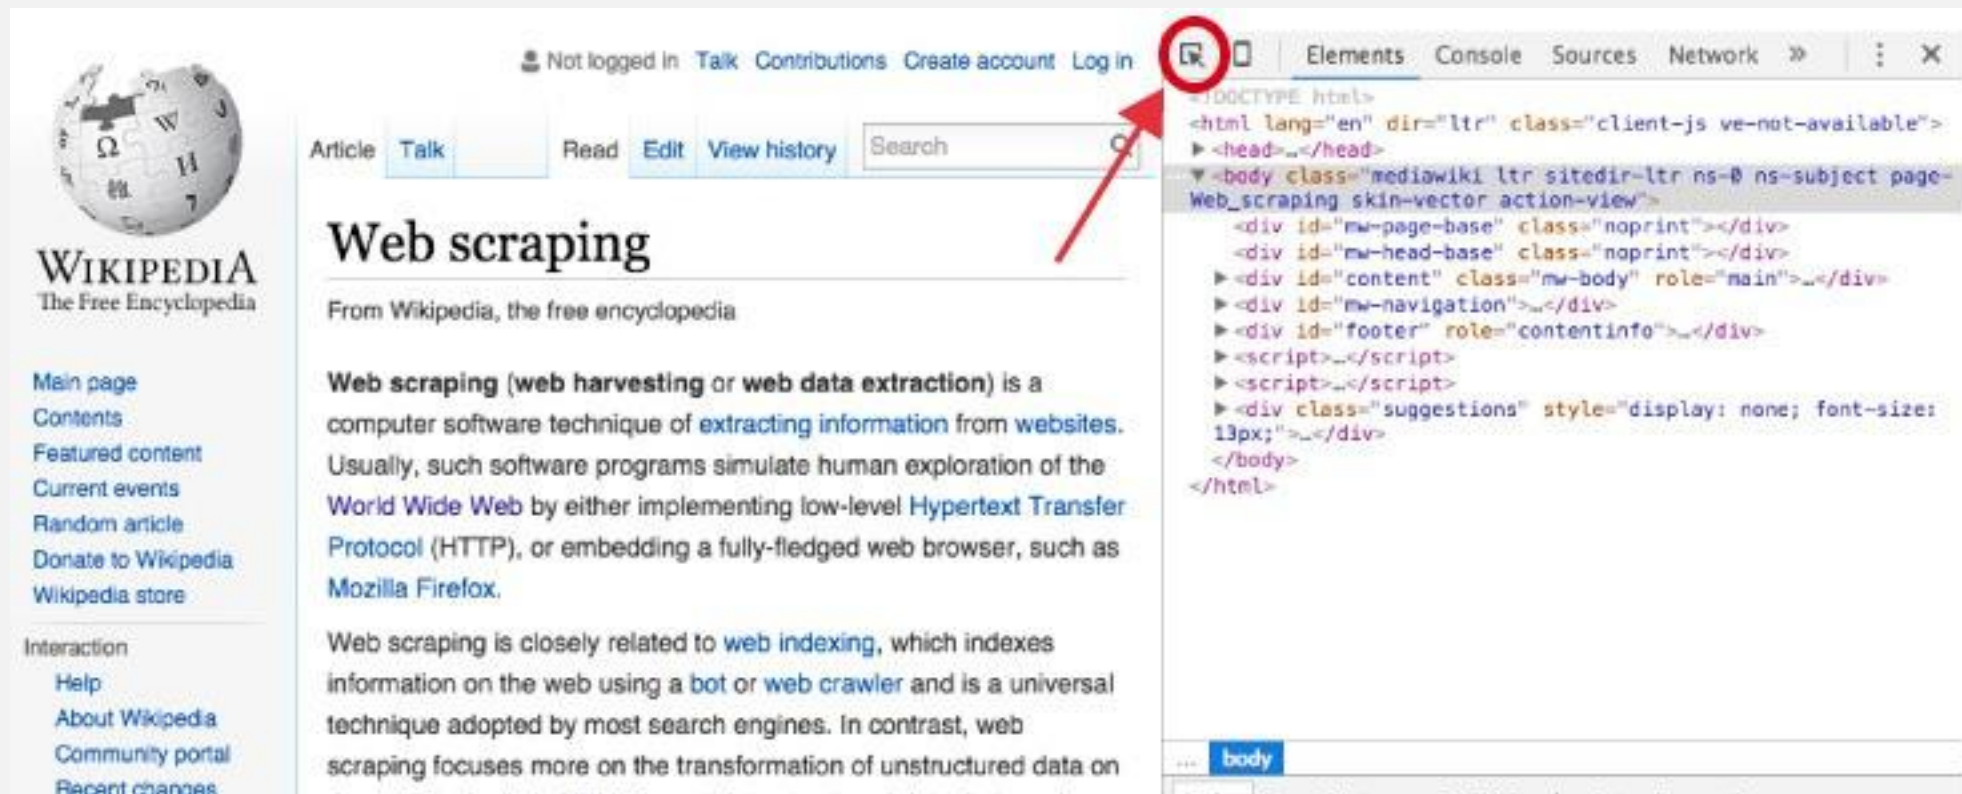 Not logged in Talk Contributions Create account Log in
Article Talk Read Edit View history Search
WIKIPEDIA
The Free Encyclopedia
Main page
Contents
Featured content
Current events
Random article
Donate to Wikipedia
Wikipedia store
Interaction
Help
About Wikipedia
Community portal
Recent changes
Web scraping
From Wikipedia, the free encyclopedia
Web scraping (web harvesting or web data extraction) is a
computer software technique of extracting information from websites.
Usually, such software programs simulate human exploration of the
World Wide Web by either implementing low-level Hypertext Transfer
Protocol (HTTP), or embedding a fully-fledged web browser, such as
Mozilla Firefox.
Web scraping is closely related to web indexing, which indexes
information on the web using a bot or web crawler and is a universal
technique adopted by most search engines. In contrast, web
scraping focuses more on the transformation of unstructured data on
Elements Console Sources Network »
<!DOCTYPE html>
<html lang="en" dir="ltr" class="client-js ve-not-available">
▶ <head>…</head>
▼ <body class="mediawiki ltr sitedir-ltr ns-0 ns-subject page-
Web_scraping skin-vector action-view">
<div id="mw-page-base" class="noprint"></div>
<div id="mw-head-base" class="noprint"></div>
▶ <div id="content" class="mw-body" role="main">…</div>
▶ <div id="mw-navigation">…</div>
▶ <div id="footer" role="contentinfo">…</div>
▶ <script>…</script>
▶ <script>…</script>
▶ <div class="suggestions" style="display: none; font-size:
13px;">…</div>
</body>
</html>
... body